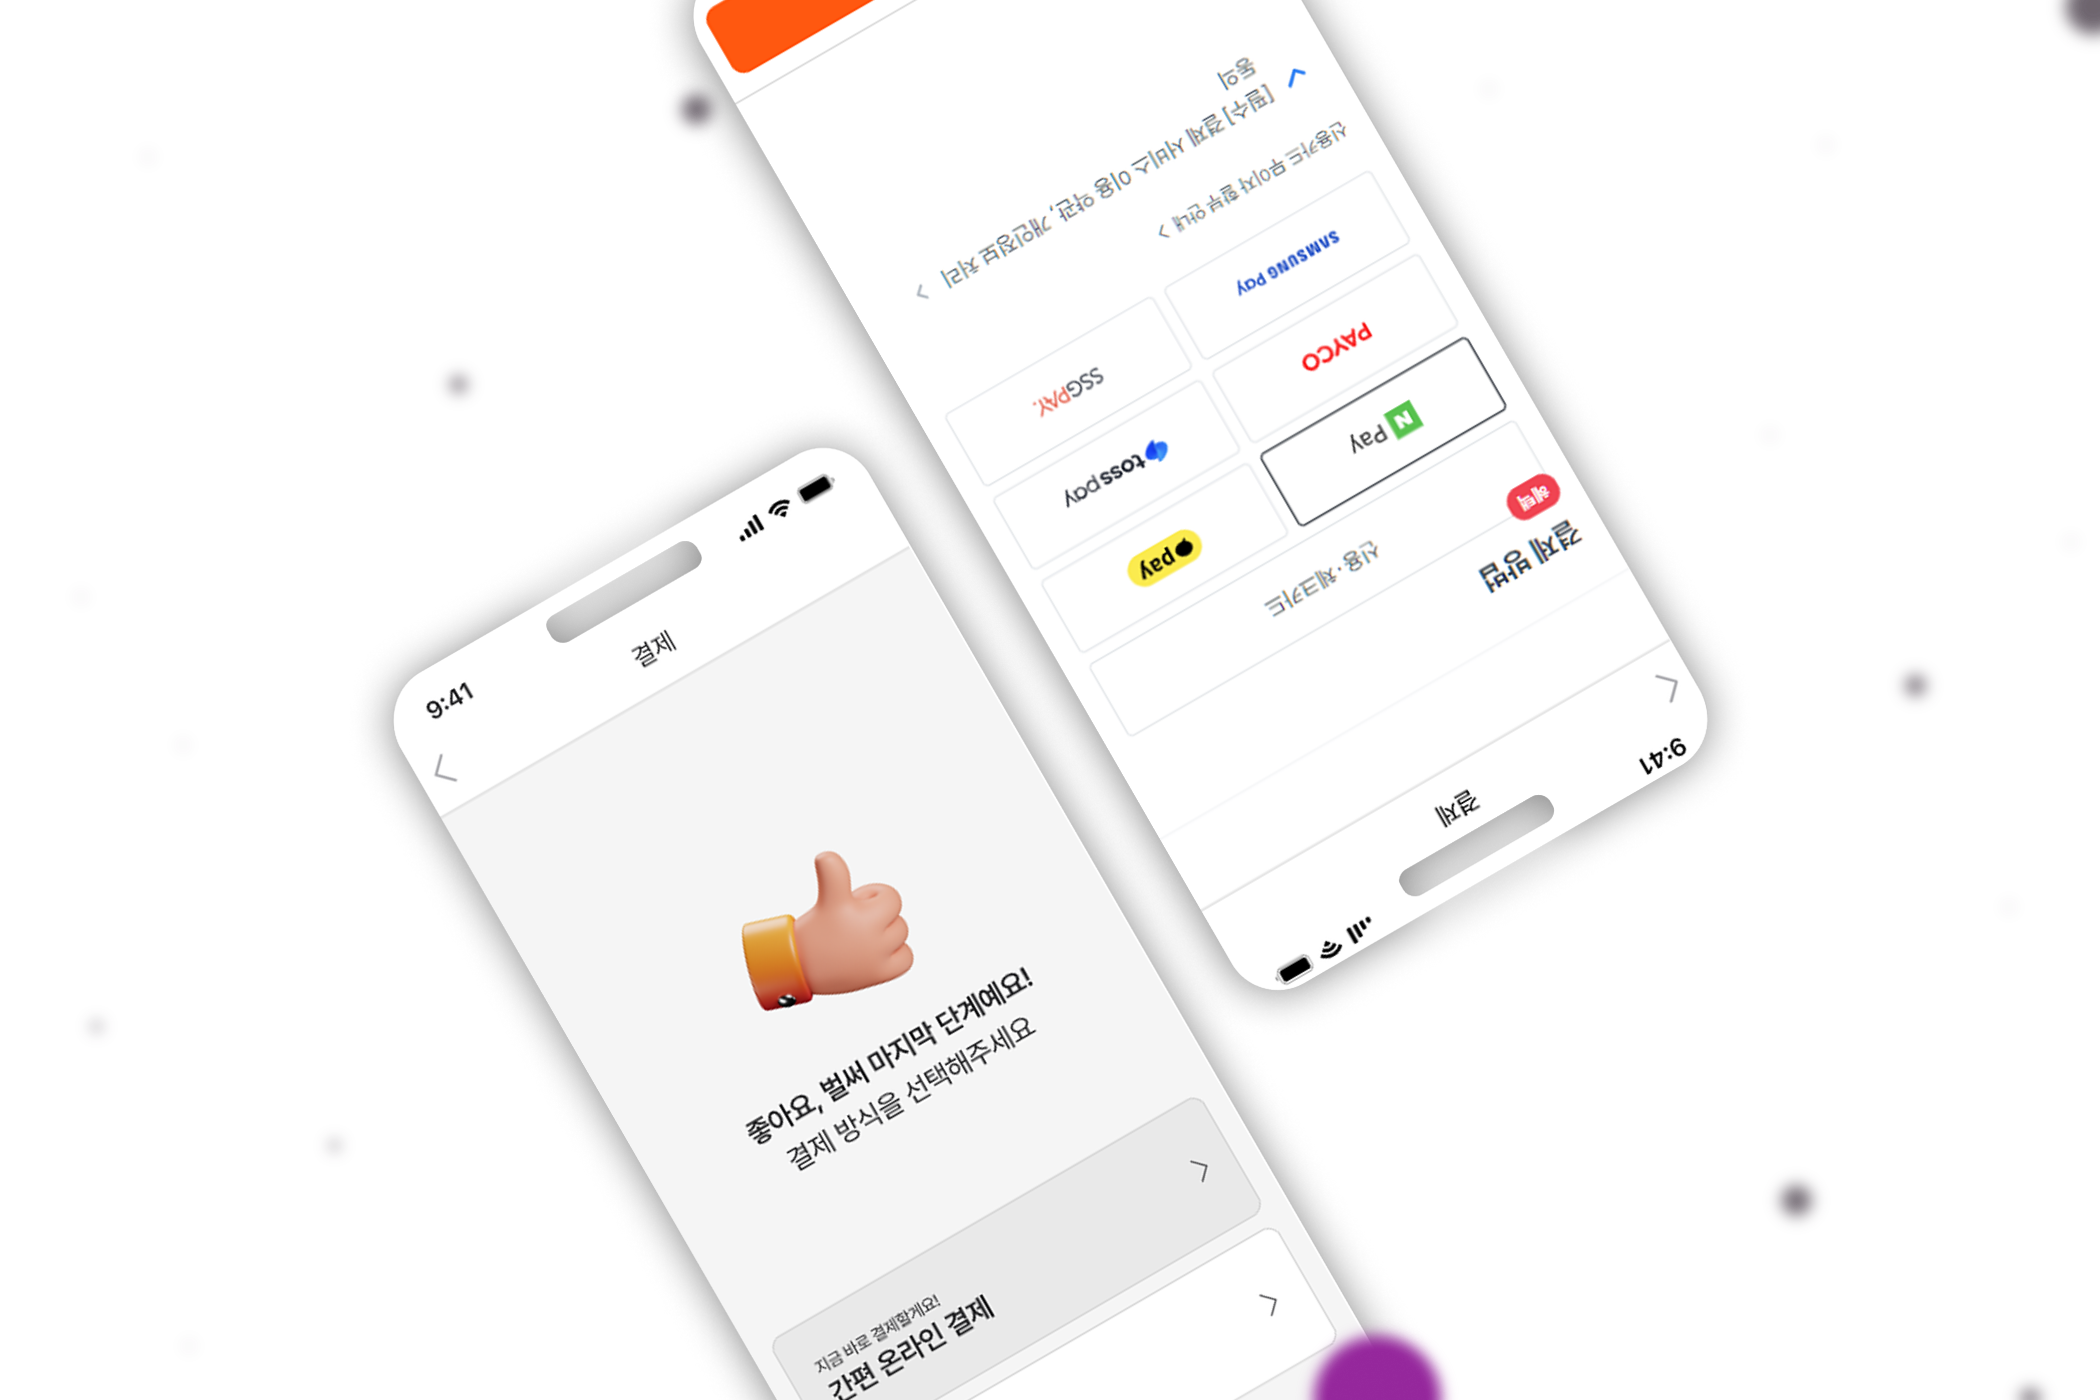 9:41
결제
좋아요, 벌써 마지막 단계예요!
결제 방식을 선택해주세요
지금 바로 결제할게요!
간편 온라인 결제
9:41
결제
결제 방법
혜택
신용·체크카드
N Pay
pay
PAYCO
toss pay
SAMSUNG Pay
SSGPAY.
신용카드 무이자 할부 안내
[필수] 결제 서비스 이용 약관, 개인정보 처리
동의